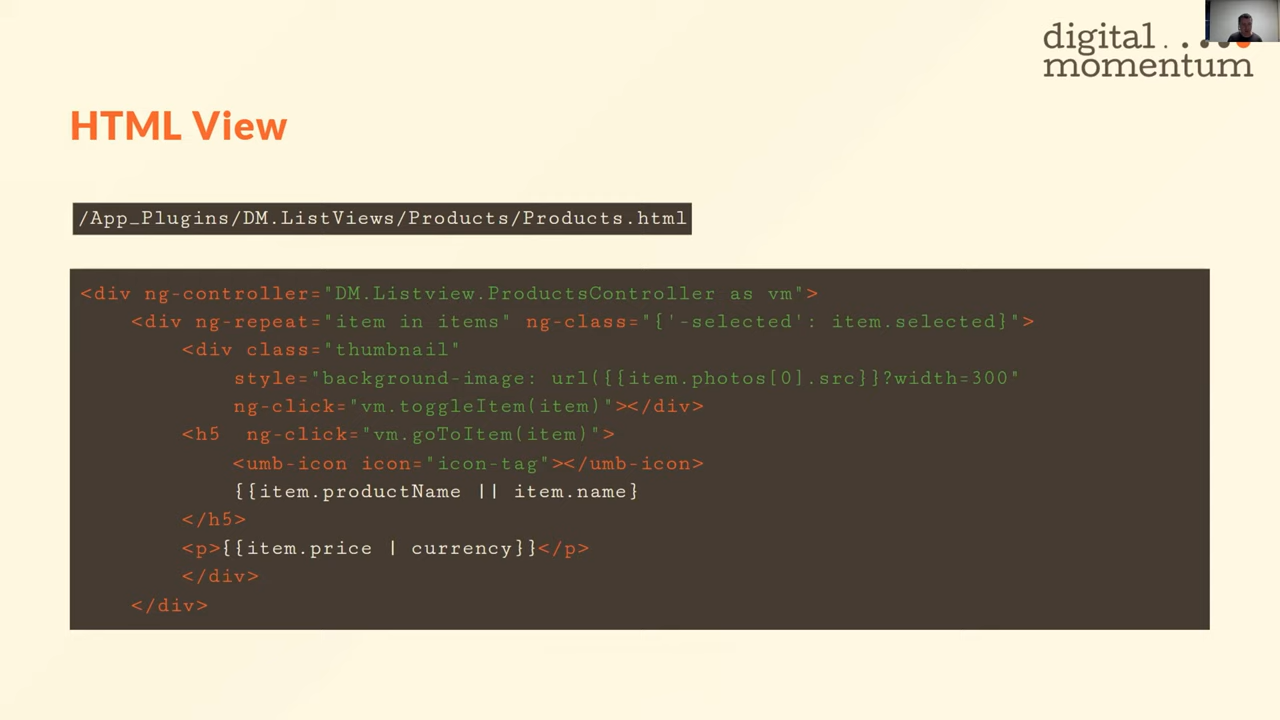 digital
momentum
HTML View
/App_Plugins/DM.ListViews/Products/Products.html
<div ng-controller="DM.Listview.ProductsController as vm">
<div ng-repeat="item in items" ng-class="{'-selected': item.selected}">
<div class="thumbnail"
style="background-image: url({{item.photos[0].src}}?width=300"
ng-click="vm.toggleItem(item)"></div>
<h5 ng-click="vm.goToItem(item)">
<umb-icon icon="icon-tag"></umb-icon>
{{item.productName || item.name}
</h5>
<p>{{item.price | currency}}</p>
</div>
</div>